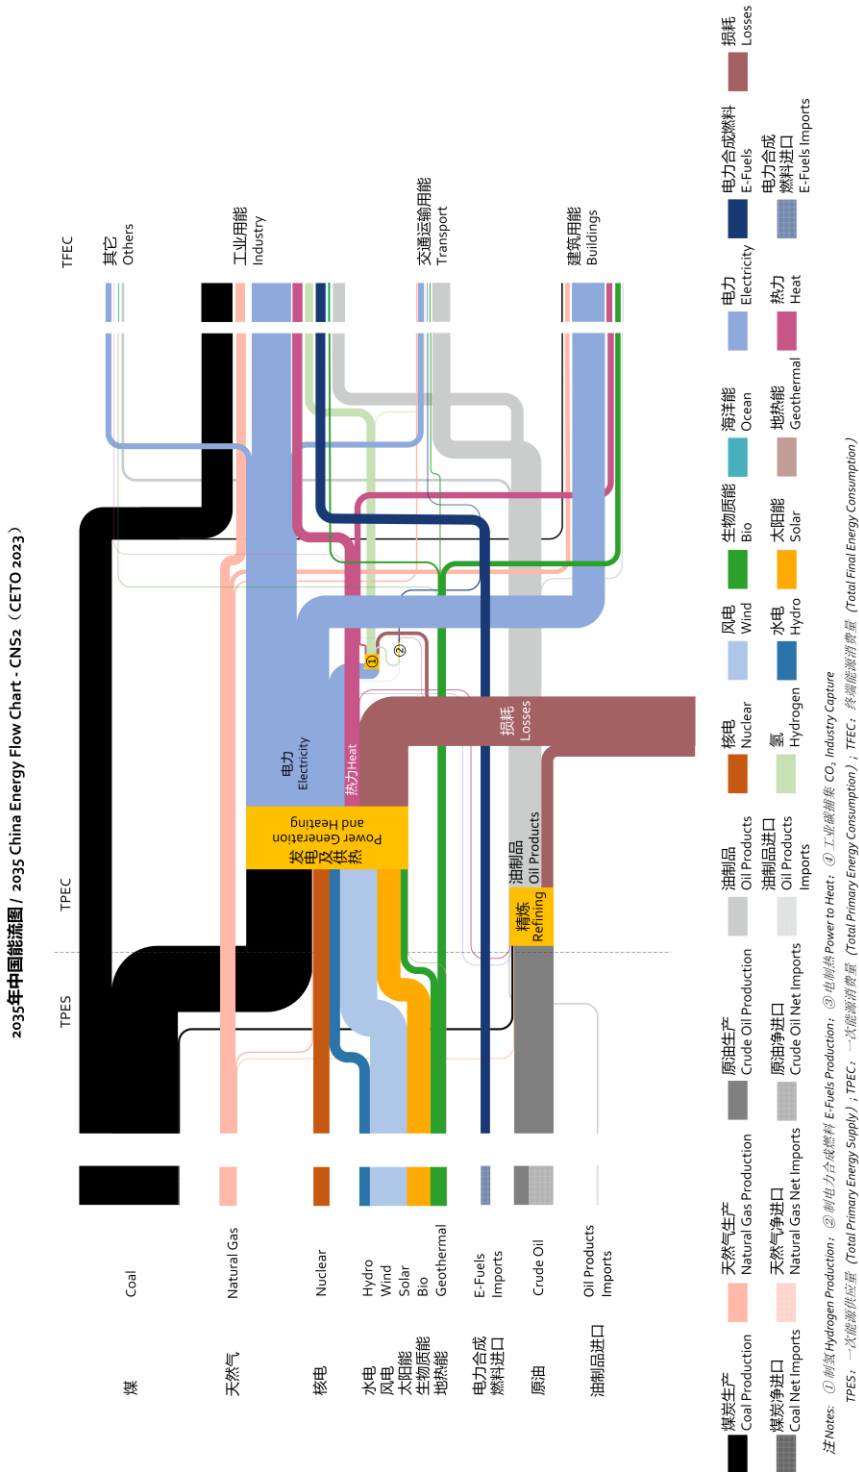 2035年中国能流图 / 2035 China Energy Flow Chart - CNS2（CETO 2023）
TPES
TPEC
TFEC
煤
Coal
天然气
Natural Gas
核电
Nuclear
水电
风电
太阳能
生物质能
地热能
Hydro
Wind
Solar
Bio
Geothermal
电力合成
燃料进口
E-Fuels
Imports
原油
Crude Oil
油制品进口
Oil Products
Imports
发电及供热
Power Generation
and Heating
精炼
Refining
电力
Electricity
热力Heat
损耗
Losses
油制品
Oil Products
①
②
其它
Others
工业用能
Industry
交通运输用能
Transport
建筑用能
Buildings
煤炭生产
Coal Production
天然气生产
Natural Gas Production
原油生产
Crude Oil Production
油制品
Oil Products
核电
Nuclear
风电
Wind
生物质能
Bio
海洋能
Ocean
电力
Electricity
电力合成燃料
E-Fuels
损耗
Losses
煤炭净进口
Coal Net Imports
天然气净进口
Natural Gas Net Imports
原油净进口
Crude Oil Net Imports
油制品进口
Oil Products
Imports
氢
Hydrogen
水电
Hydro
太阳能
Solar
地热能
Geothermal
热力
Heat
电力合成
燃料进口
E-Fuels Imports
注Notes: ①制氢 Hydrogen Production; ②制电力合成燃料 E-Fuels Production; ③电制热 Power to Heat; ④工业碳捕集 CO₂ Industry Capture
TPES：一次能源供应量 (Total Primary Energy Supply)；TPEC：一次能源消费量 (Total Primary Energy Consumption)；TFEC：终端能源消费量 (Total Final Energy Consumption)